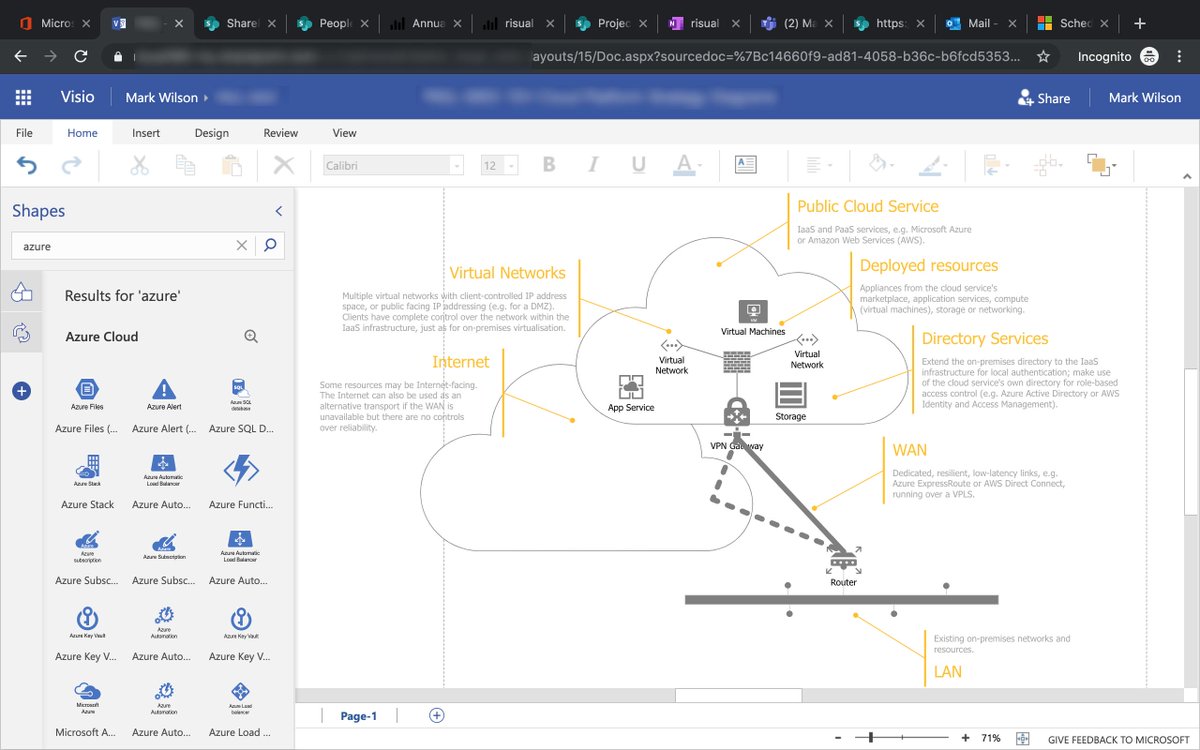 Micros
ShareI
People
Annua
risual
Projec
risual
(2) Ma
https:
Mail -
Sched
ayouts/15/Doc.aspx?sourcedoc=%7Bc14660f9-ad81-4058-b36c-b6fcd5353...
Incognito
Visio
Mark Wilson
Share
Mark Wilson
File
Home
Insert
Design
Review
View
Calibri
12
B
I
U
A
A
Shapes
azure
Results for 'azure'
Azure Cloud
Azure Files
Azure Alert
SQL
Azure SQL
database
Azure Files (...
Azure Alert (...
Azure SQL D...
Azure Stack
Azure Automatic
Load Balancer
Azure Stack
Azure Auto...
Azure Functi...
Azure
subscription
Azure Subscription
Azure Automatic
Load Balancer
Azure Subsc...
Azure Subsc...
Azure Auto...
Azure Key Vault
Azure
Automation
Azure Key Vault
Azure Key V...
Azure Auto...
Azure Key V...
Microsoft
Azure
Azure
Automation
Azure Load
balancer
Microsoft A...
Azure Auto...
Azure Load ...
Public Cloud Service
IaaS and PaaS services, e.g. Microsoft Azure
or Amazon Web Services (AWS).
Virtual Networks
Multiple virtual networks with client-controlled IP address
space, or public facing IP addressing (e.g. for a DMZ).
Clients have complete control over the network within the
IaaS infrastructure, just as for on-premises virtualisation.
Deployed resources
Appliances from the cloud service's
marketplace, application services, compute
(virtual machines), storage or networking.
Virtual Machines
Virtual
Network
Virtual
Network
Directory Services
Extend the on-premises directory to the IaaS
infrastructure for local authentication; make use
of the cloud service's own directory for role-based
access control (e.g. Azure Active Directory or AWS
Identity and Access Management).
Internet
Some resources may be Internet-facing.
The Internet can also be used as an
alternative transport if the WAN is
unavailable but there are no controls
over reliability.
App Service
Storage
VPN Gateway
WAN
Dedicated, resilient, low-latency links, e.g.
Azure ExpressRoute or AWS Direct Connect,
running over a VPLS.
Router
Existing on-premises networks and
resources.
LAN
Page-1
71%
GIVE FEEDBACK TO MICROSOFT